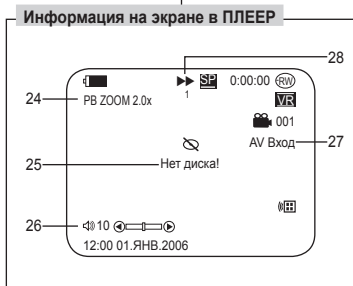 Информация на экране в ПЛЕЕР
28
SP 0:00:00 RW
24 PB ZOOM 2.0x 1 VR
001
AV Вход 27
25 Нет диска!
26 10
12:00 01.ЯНВ.2006